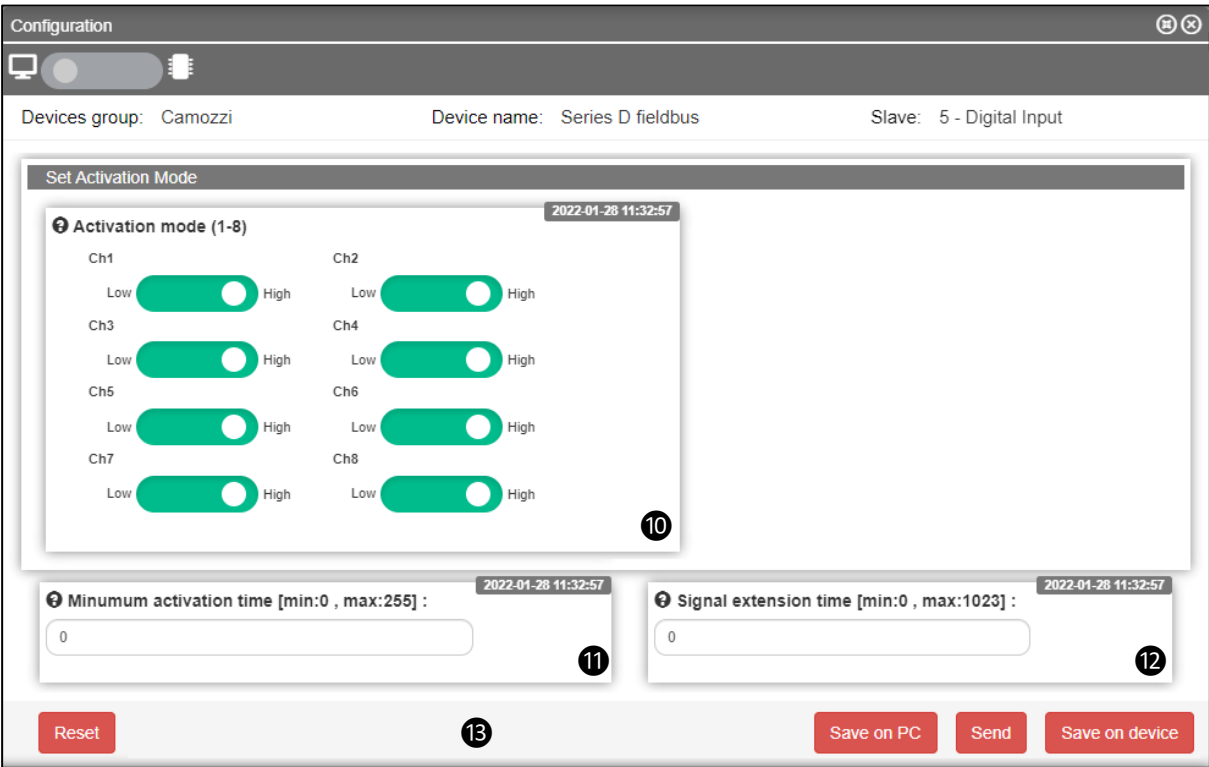 Configuration
Devices group: Camozzi Device name: Series D fieldbus Slave: 5 - Digital Input
Set Activation Mode
2022-01-28 11:32:57
Activation mode (1-8)
Ch1 Ch2
Low High Low High
Ch3 Ch4
Low High Low High
Ch5 Ch6
Low High Low High
Ch7 Ch8
Low High Low High
10
2022-01-28 11:32:57 2022-01-28 11:32:57
Minumum activation time [min:0 , max:255] : Signal extension time [min:0 , max:1023] :
0 0
11 12
Reset 13 Save on PC Send Save on device